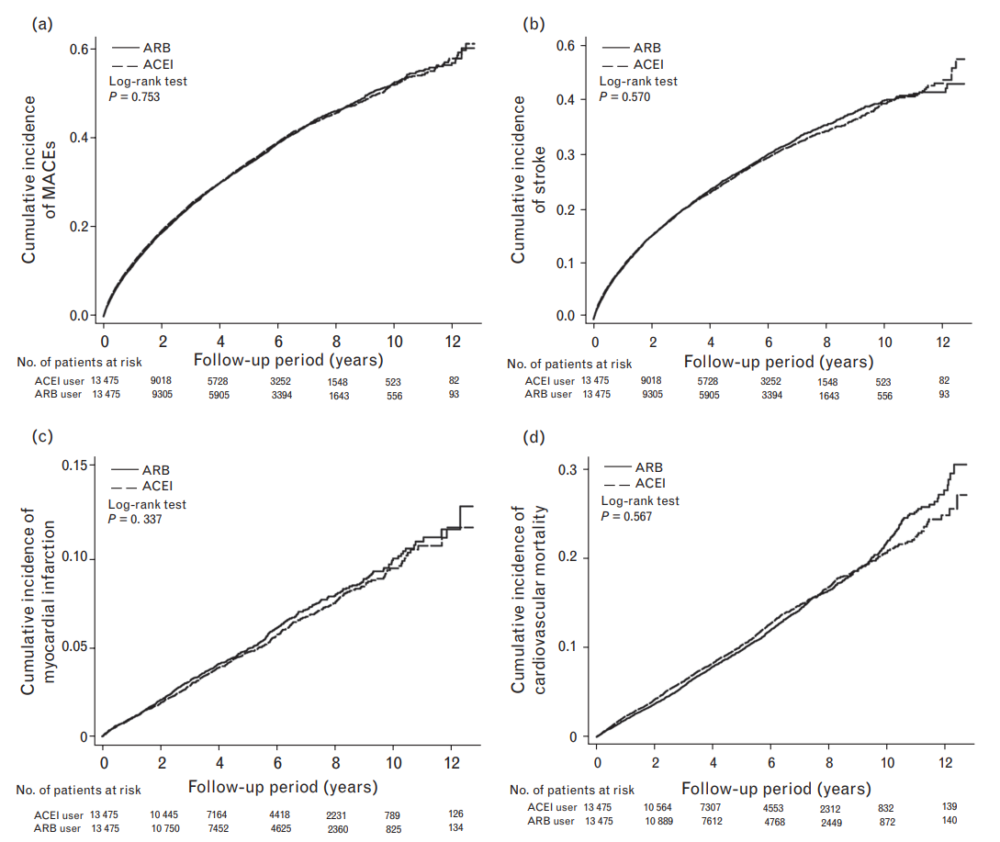 (a)
0.6
0.4
0.2
0.0
Cumulative incidence
of MACEs
ARB
ACEI
Log-rank test
P = 0.753
0 2 4 6 8 10 12
Follow-up period (years)
No. of patients at risk
ACEI user 13 475 9018 5728 3252 1548 523 82
ARB user 13 475 9305 5905 3394 1643 556 93
(b)
0.6
0.4
0.3
0.2
0.1
0.0
Cumulative incidence
of stroke
ARB
ACEI
Log-rank test
P = 0.570
0 2 4 6 8 10 12
Follow-up period (years)
No. of patients at risk
ACEI user 13 475 9018 5728 3252 1548 523 82
ARB user 13 475 9305 5905 3394 1643 556 93
(c)
0.15
0.10
0.05
0
Cumulative incidence of
myocardial infarction
ARB
ACEI
Log-rank test
P = 0. 337
0 2 4 6 8 10 12
Follow-up period (years)
No. of patients at risk
ACEI user 13 475 10 445 7164 4418 2231 789 126
ARB user 13 475 10 750 7452 4625 2360 825 134
(d)
0.3
0.2
0.1
0
Cumulative incidence of
cardiovascular mortality
ARB
ACEI
Log-rank test
P = 0.567
0 2 4 6 8 10 12
Follow-up period (years)
No. of patients at risk
ACEI user 13 475 10 564 7307 4553 2312 832 139
ARB user 13 475 10 889 7612 4768 2449 872 140